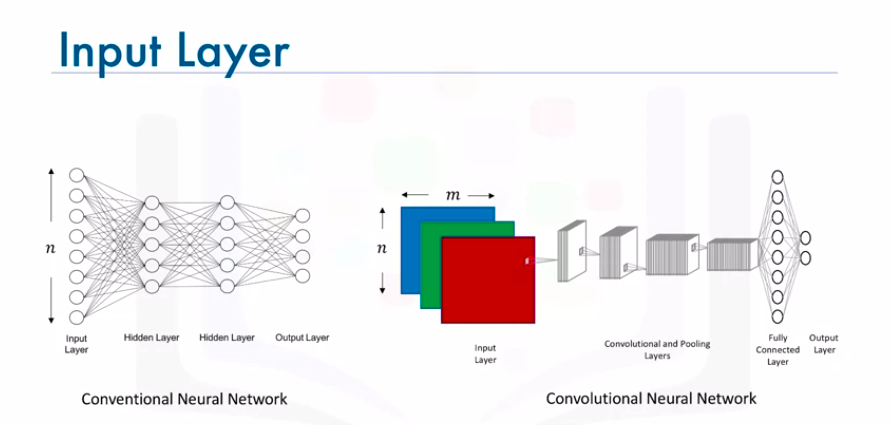 Input Layer
n
Input
Layer
Hidden Layer
Hidden Layer
Output Layer
Conventional Neural Network
m
n
Input
Layer
Convolutional and Pooling
Layers
Fully
Connected
Layer
Output
Layer
Convolutional Neural Network